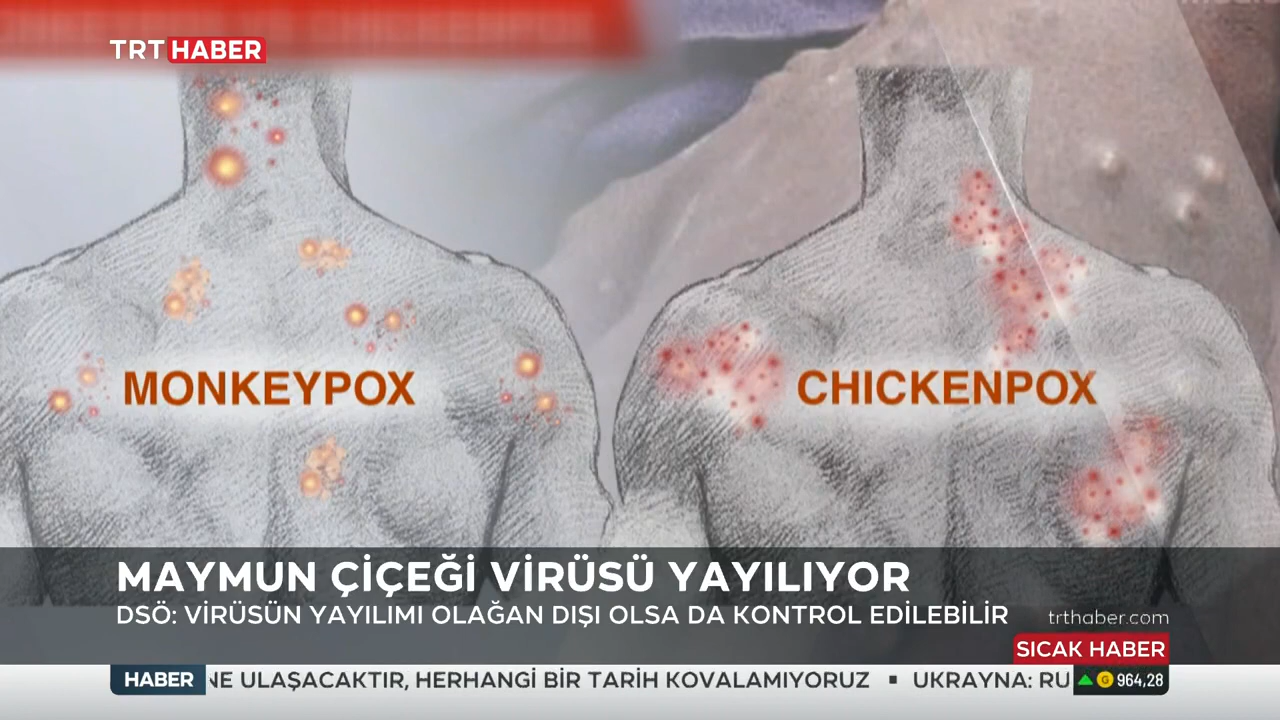 TRT HABER
MONKEYPOX
CHICKENPOX
MAYMUN ÇİÇEĞİ VİRÜSÜ YAYILIYOR
DSÖ: VİRÜSÜN YAYILIMI OLAĞAN DIŞI OLSA DA KONTROL EDİLEBİLİR
trthaber.com
SICAK HABER
HABER
NE ULAŞACAKTIR, HERHANGİ BİR TARİH KOVALAMIYORUZ ▪ UKRAYNA: RU
G 964,28